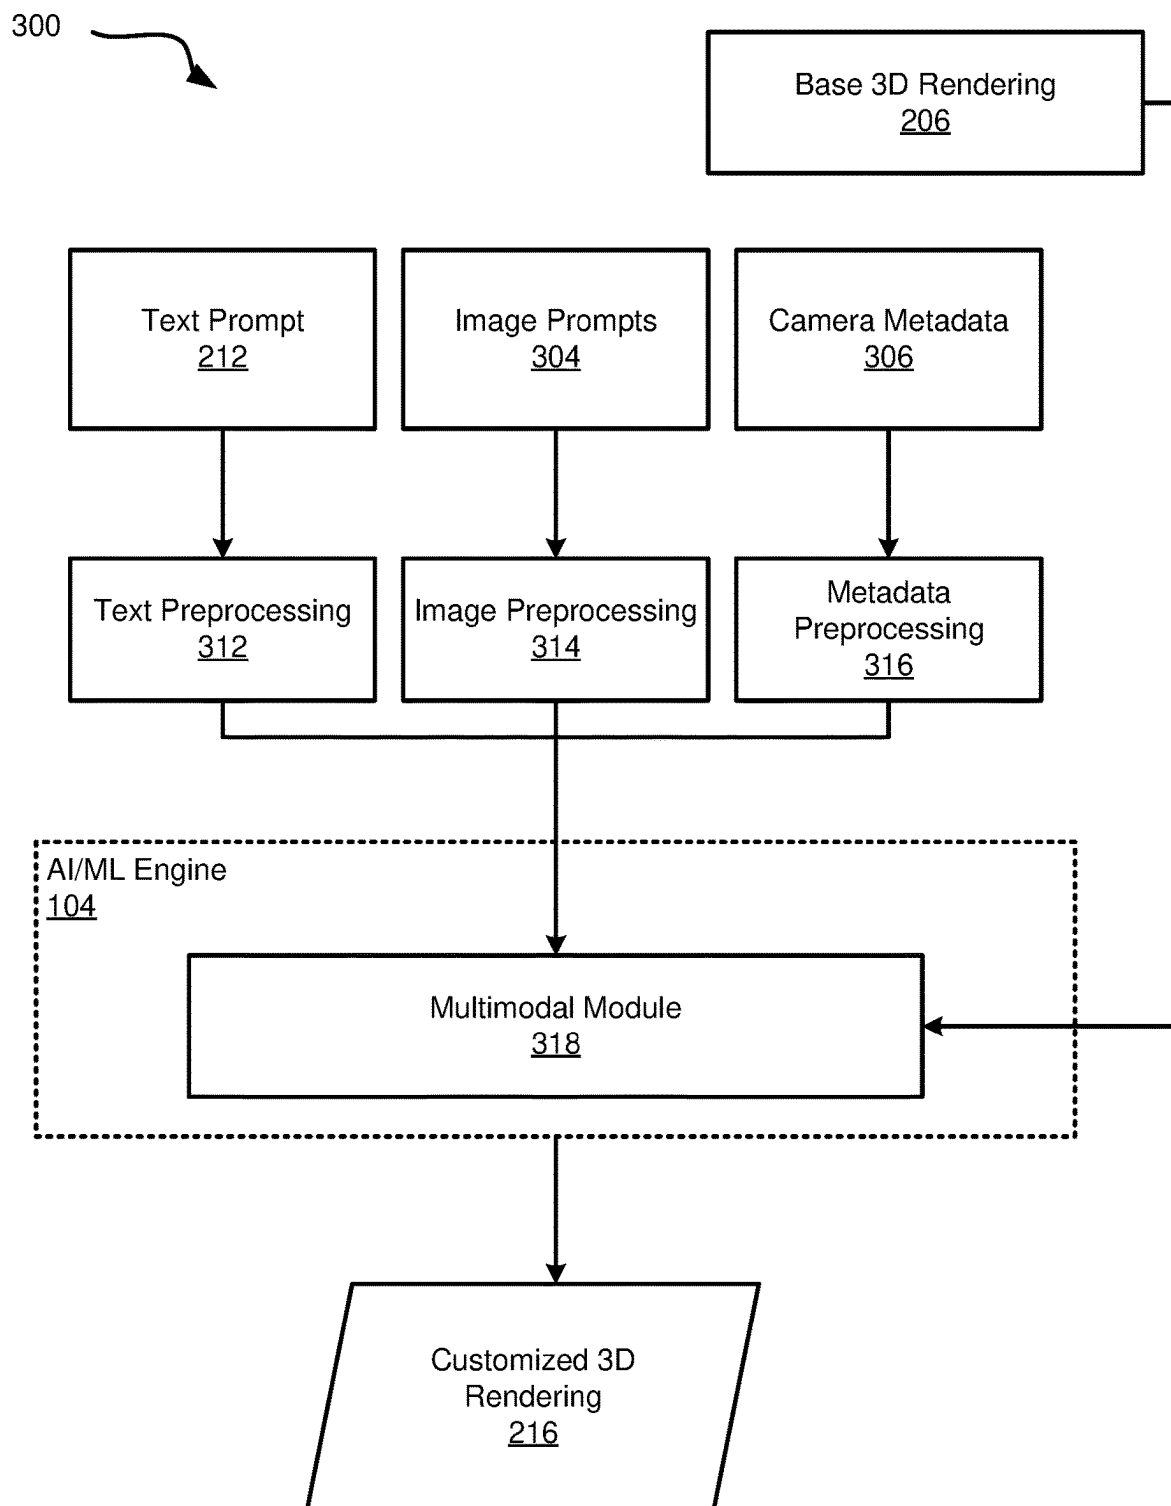 300
Base 3D Rendering
206
Text Prompt
212
Image Prompts
304
Camera Metadata
306
Text Preprocessing
312
Image Preprocessing
314
Metadata
Preprocessing
316
AI/ML Engine
104
Multimodal Module
318
Customized 3D
Rendering
216